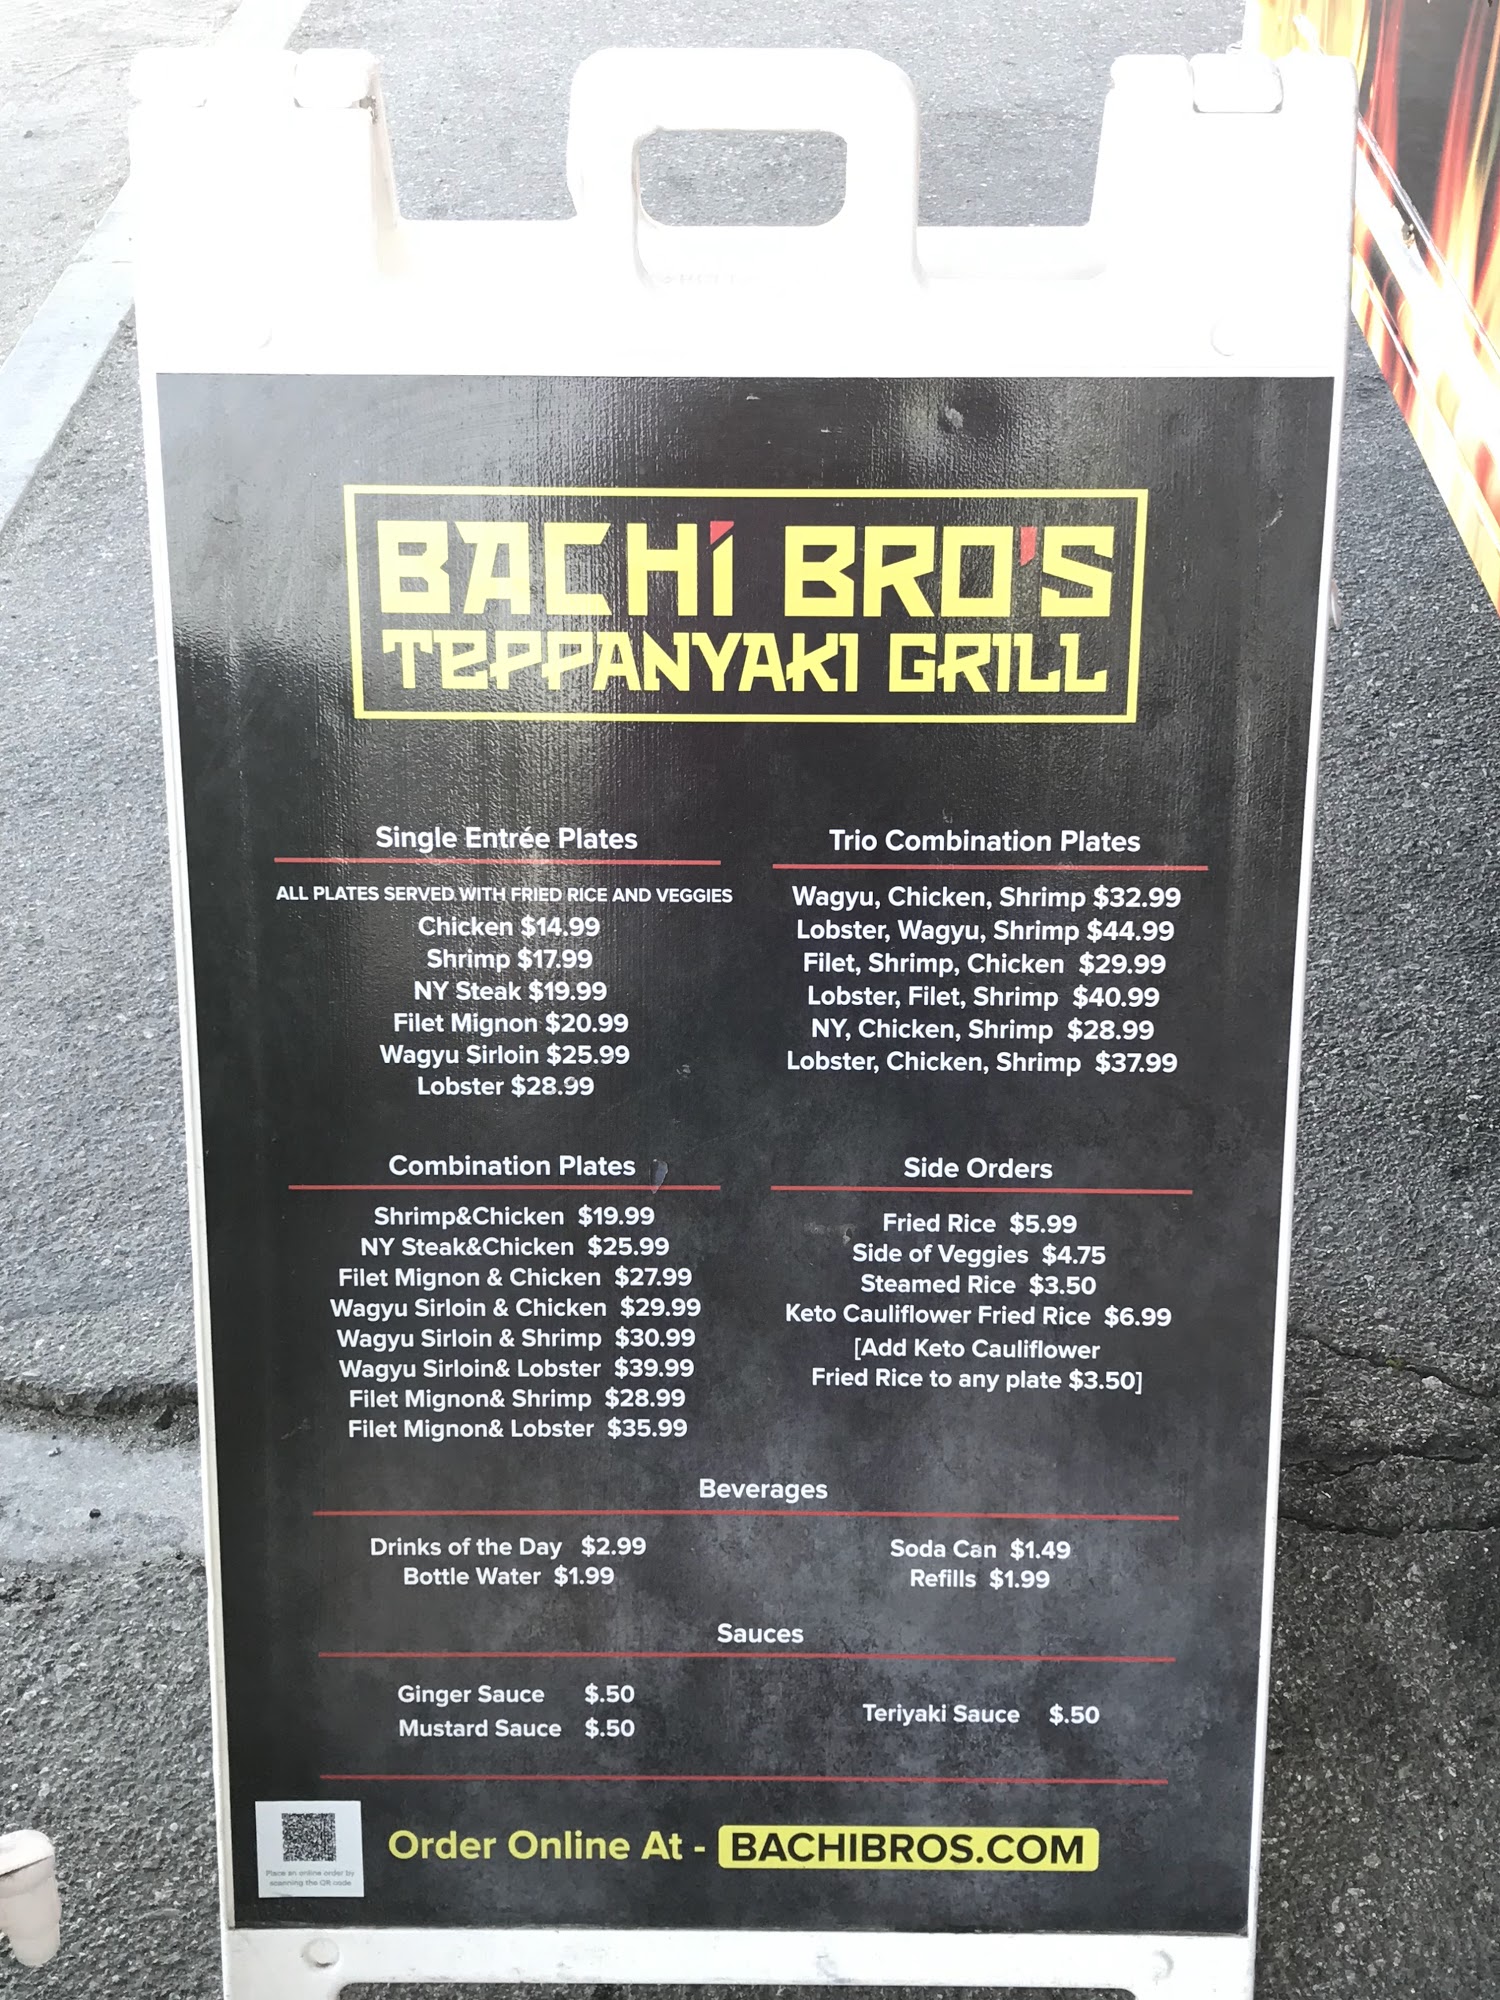 BACHI BRO'S
TEPPANYAKI GRILL
Single Entrée Plates
ALL PLATES SERVED WITH FRIED RICE AND VEGGIES
Chicken $14.99
Shrimp $17.99
NY Steak $19.99
Filet Mignon $20.99
Wagyu Sirloin $25.99
Lobster $28.99
Trio Combination Plates
Wagyu, Chicken, Shrimp $32.99
Lobster, Wagyu, Shrimp $44.99
Filet, Shrimp, Chicken $29.99
Lobster, Filet, Shrimp $40.99
NY, Chicken, Shrimp $28.99
Lobster, Chicken, Shrimp $37.99
Combination Plates
Shrimp&Chicken $19.99
NY Steak&Chicken $25.99
Filet Mignon & Chicken $27.99
Wagyu Sirloin & Chicken $29.99
Wagyu Sirloin & Shrimp $30.99
Wagyu Sirloin& Lobster $39.99
Filet Mignon& Shrimp $28.99
Filet Mignon& Lobster $35.99
Side Orders
Fried Rice $5.99
Side of Veggies $4.75
Steamed Rice $3.50
Keto Cauliflower Fried Rice $6.99
[Add Keto Cauliflower
Fried Rice to any plate $3.50]
Beverages
Drinks of the Day $2.99
Bottle Water $1.99
Soda Can $1.49
Refills $1.99
Sauces
Ginger Sauce $.50
Mustard Sauce $.50
Teriyaki Sauce $.50
Place an online order by
scanning the QR code
Order Online At - BACHIBROS.COM